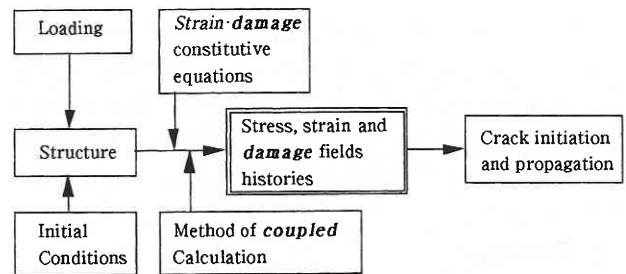 Loading
Strain·damage
constitutive
equations
Structure
Stress, strain and
damage fields
histories
Crack initiation
and propagation
Initial
Conditions
Method of coupled
Calculation